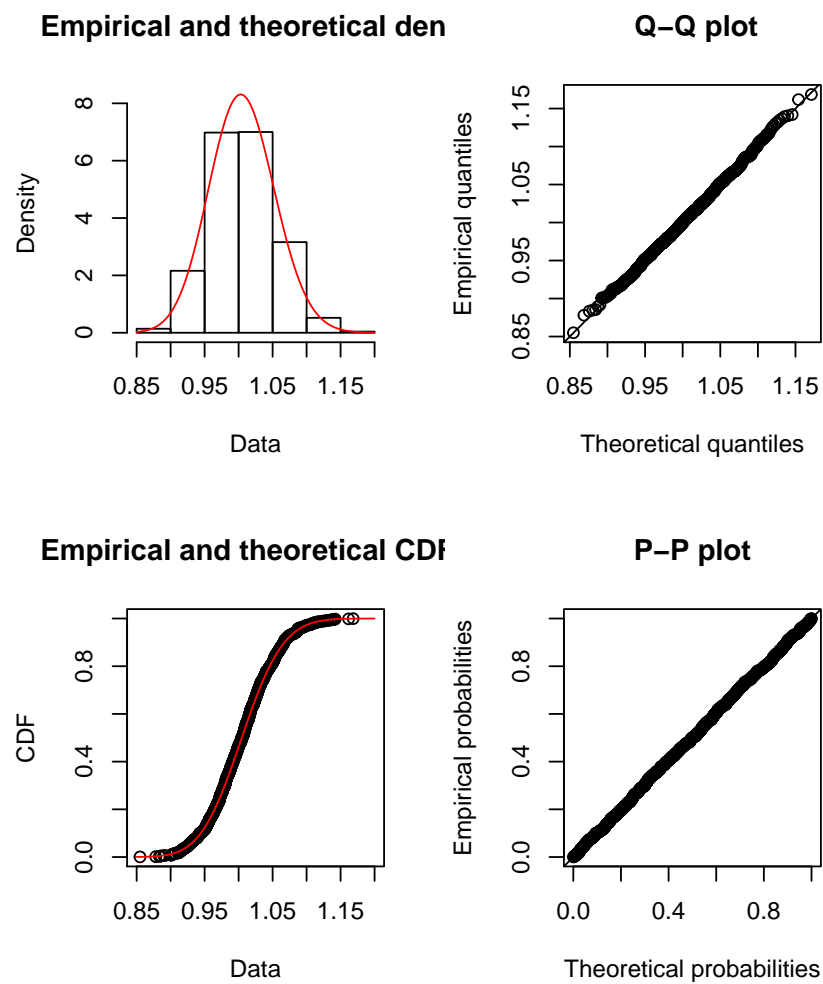 Empirical and theoretical den
Density
0 2 4 6 8
0.85 0.95 1.05 1.15
Data
Q−Q plot
Empirical quantiles
0.85 0.95 1.05 1.15
0.85 0.95 1.05 1.15
Theoretical quantiles
Empirical and theoretical CDF
CDF
0.0 0.4 0.8
0.85 0.95 1.05 1.15
Data
P−P plot
Empirical probabilities
0.0 0.4 0.8
0.0 0.4 0.8
Theoretical probabilities